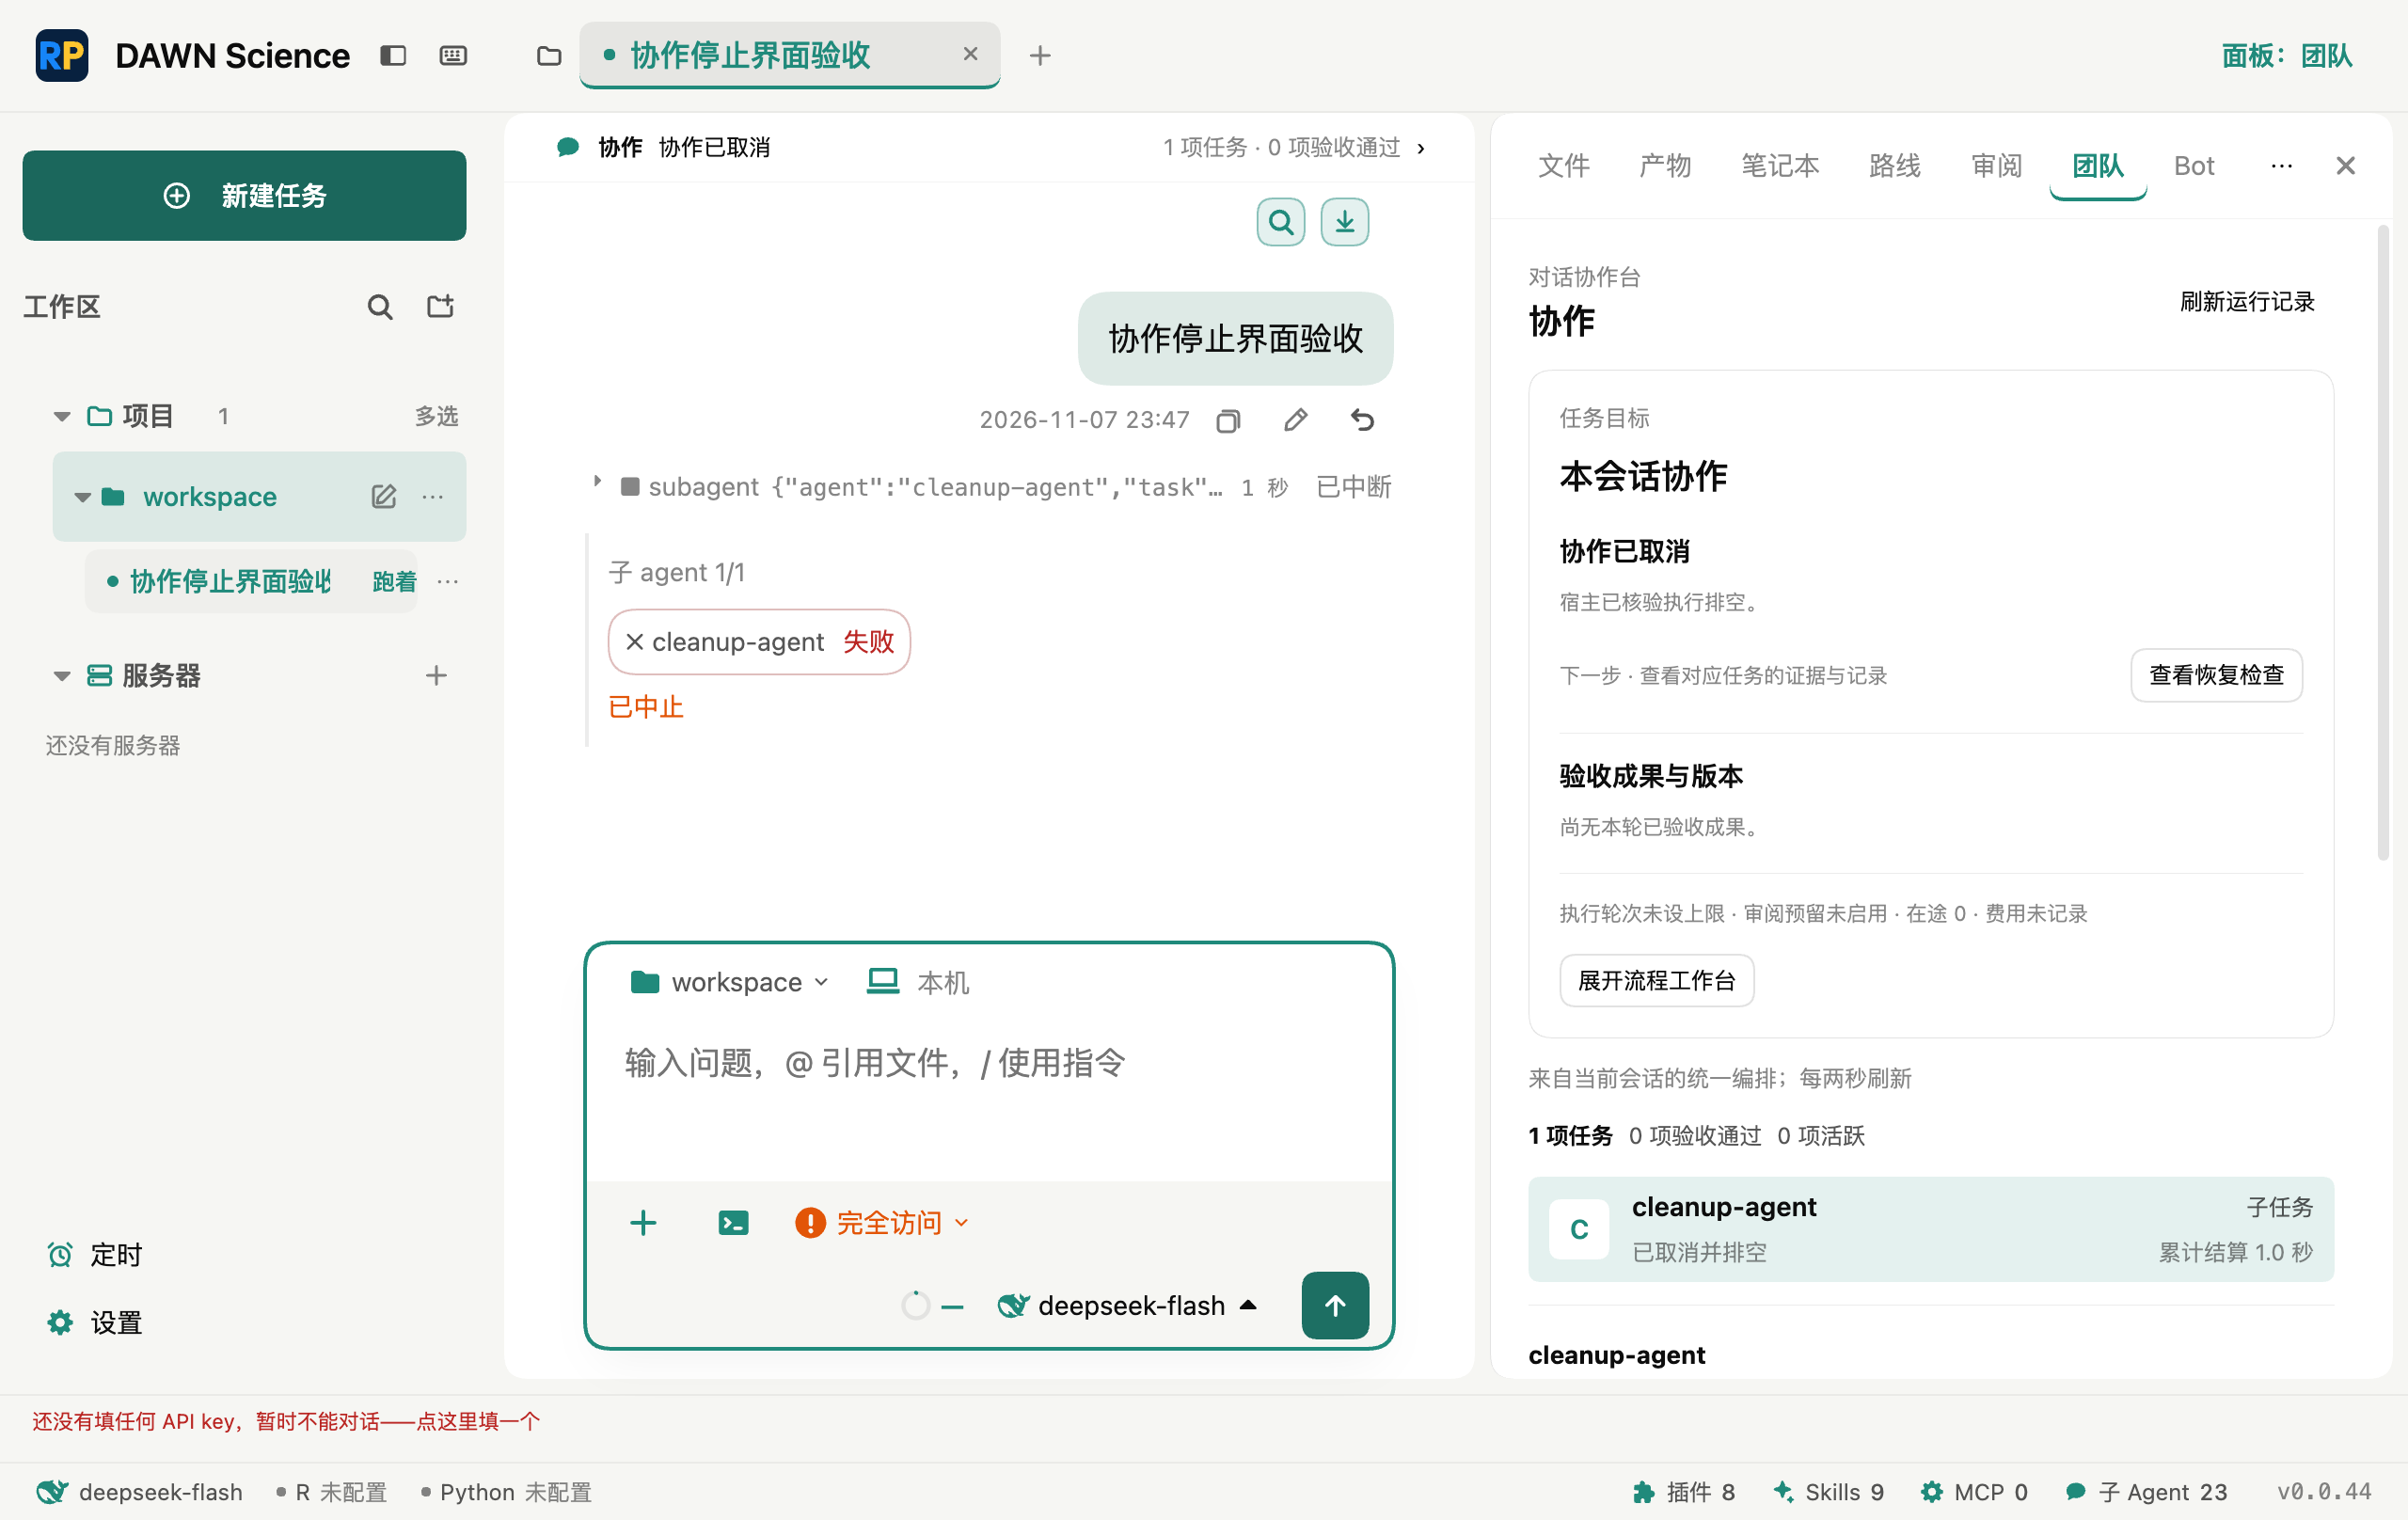 RP DAWN Science
协作停止界面验收
面板：团队
新建任务
工作区
项目 1 多选
workspace
协作停止界面验收 跑着
服务器
还没有服务器
定时
设置
协作 协作已取消 1 项任务 · 0 项验收通过
协作停止界面验收
2026-11-07 23:47
subagent {"agent":"cleanup-agent","task"… 1 秒 已中断
子 agent 1/1
cleanup-agent 失败
已中止
workspace 本机
输入问题，@ 引用文件，/ 使用指令
完全访问
deepseek-flash
文件 产物 笔记本 路线 审阅 团队 Bot
对话协作台
协作
刷新运行记录
任务目标
本会话协作
协作已取消
宿主已核验执行排空。
下一步 · 查看对应任务的证据与记录 查看恢复检查
验收成果与版本
尚无本轮已验收成果。
执行轮次未设上限 · 审阅预留未启用 · 在途 0 · 费用未记录
展开流程工作台
来自当前会话的统一编排；每两秒刷新
1 项任务 0 项验收通过 0 项活跃
C cleanup-agent 子任务
已取消并排空 累计结算 1.0 秒
cleanup-agent
还没有填任何 API key，暂时不能对话——点这里填一个
deepseek-flash R 未配置 Python 未配置 插件 8 Skills 9 MCP 0 子 Agent 23 v0.0.44